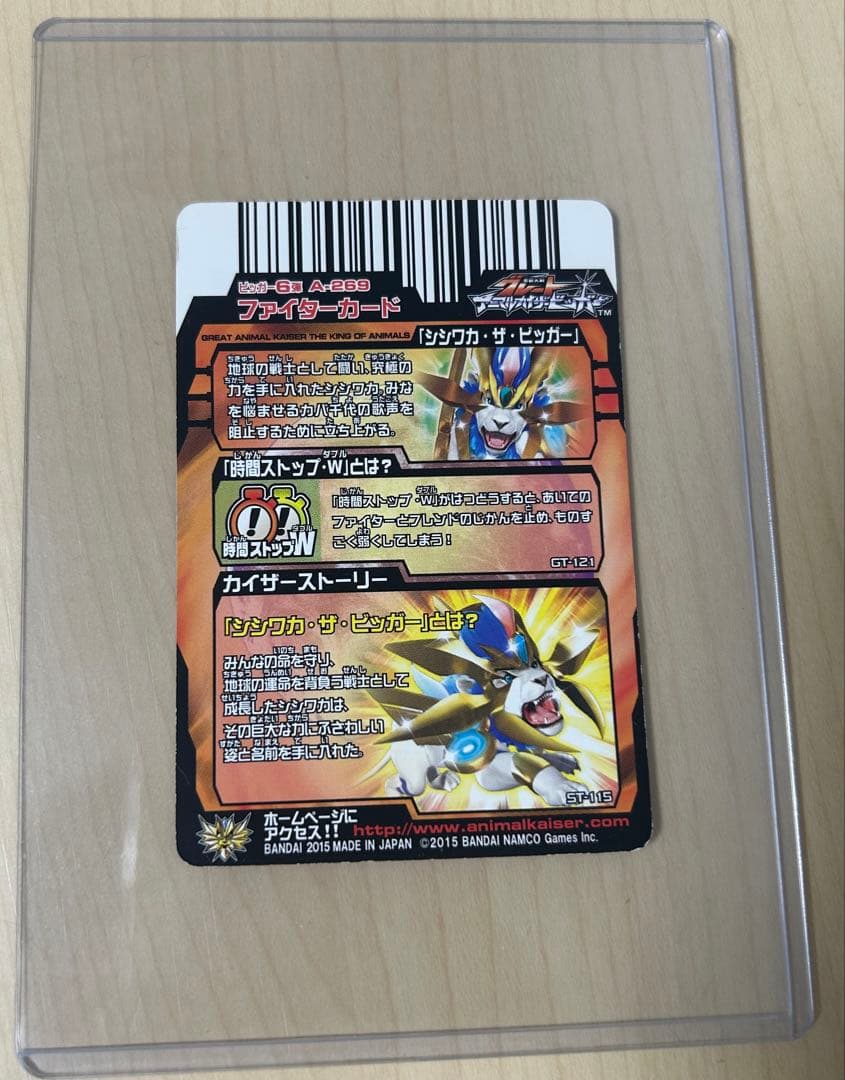 ビッガー6弾 A-269
ファイターカード
グレート
アニマルカイザービッガー
TM
GREAT ANIMAL KAISER THE KING OF ANIMALS
「シシワカ・ザ・ビッガー」
地球の戦士として闘い、究極の
力を手に入れたシシワカ。みな
を悩ませるカバ千代の歌声を
阻止するために立ち上がる。
「時間ストップ・W」とは?
時間ストップW
「時間ストップ・W」がはつどうすると、あいての
ファイターとフレンドのじかんを止め、ものす
ごく弱くしてしまう!
GT-121
カイザーストーリー
「シシワカ・ザ・ビッガー」とは?
みんなの命を守り、
地球の運命を背負う戦士として
成長したシシワカは、
その巨大な力にふさわしい
姿と名前を手に入れた。
ST-115
ホームページに
アクセス!! http://www.animalkaiser.com
BANDAI 2015 MADE IN JAPAN ©2015 BANDAI NAMCO Games Inc.